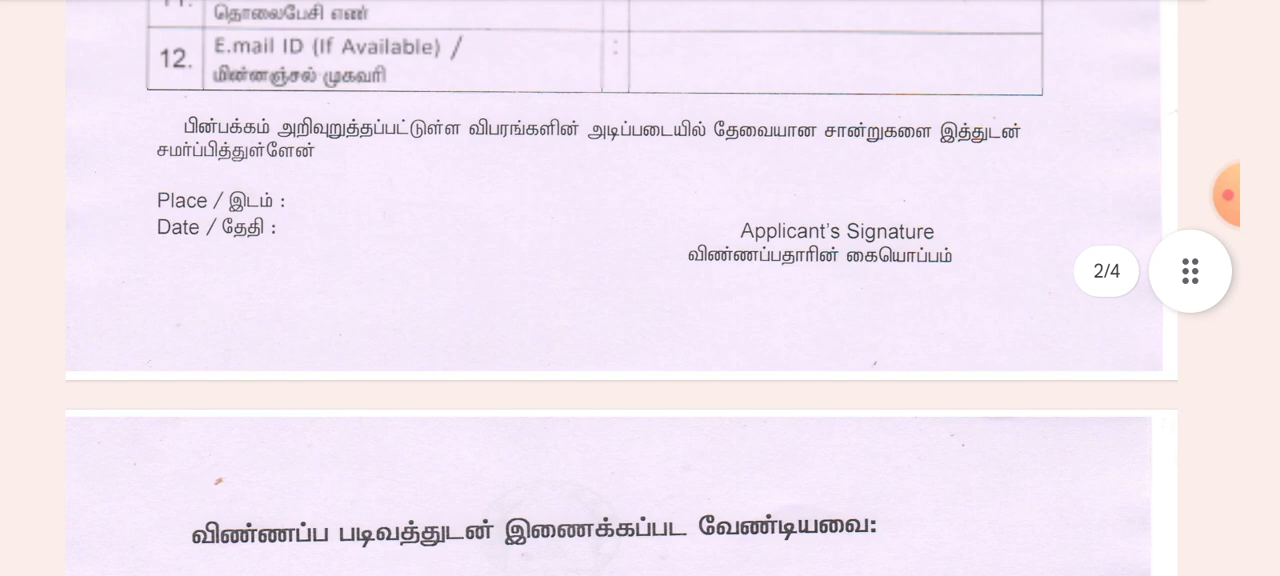 11.
தொலைபேசி எண்
12. E.mail ID (If Available) / :
மின்னஞ்சல் முகவரி
பின்பக்கம் அறிவுறுத்தப்பட்டுள்ள விபரங்களின் அடிப்படையில் தேவையான சான்றுகளை இத்துடன்
சமர்ப்பித்துள்ளேன்
Place / இடம் :
Date / தேதி :
Applicant's Signature
விண்ணப்பதாரின் கையொப்பம்
2/4
விண்ணப்ப படிவத்துடன் இணைக்கப்பட வேண்டியவை: